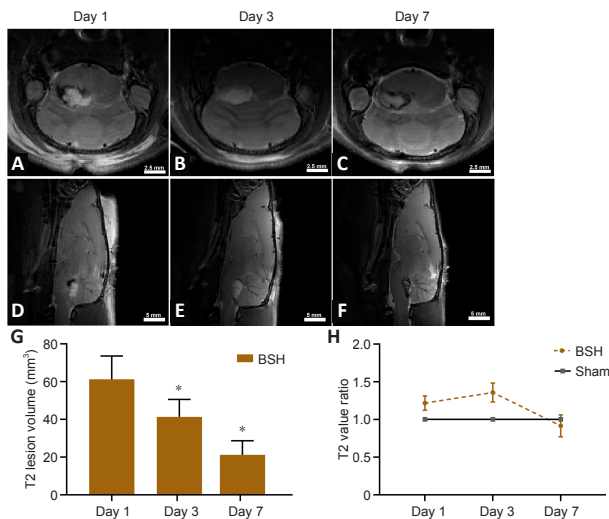 Day 1 Day 3 Day 7
A 2.5 mm B 2.5 mm C 2.5 mm
D 5 mm E 5 mm F 5 mm
G
T2 lesion volume (mm³)
80
60
40
20
0
BSH
* *
Day 1 Day 3 Day 7
H
T2 value ratio
2.0
1.5
1.0
0.5
0
BSH
Sham
Day 1 Day 3 Day 7